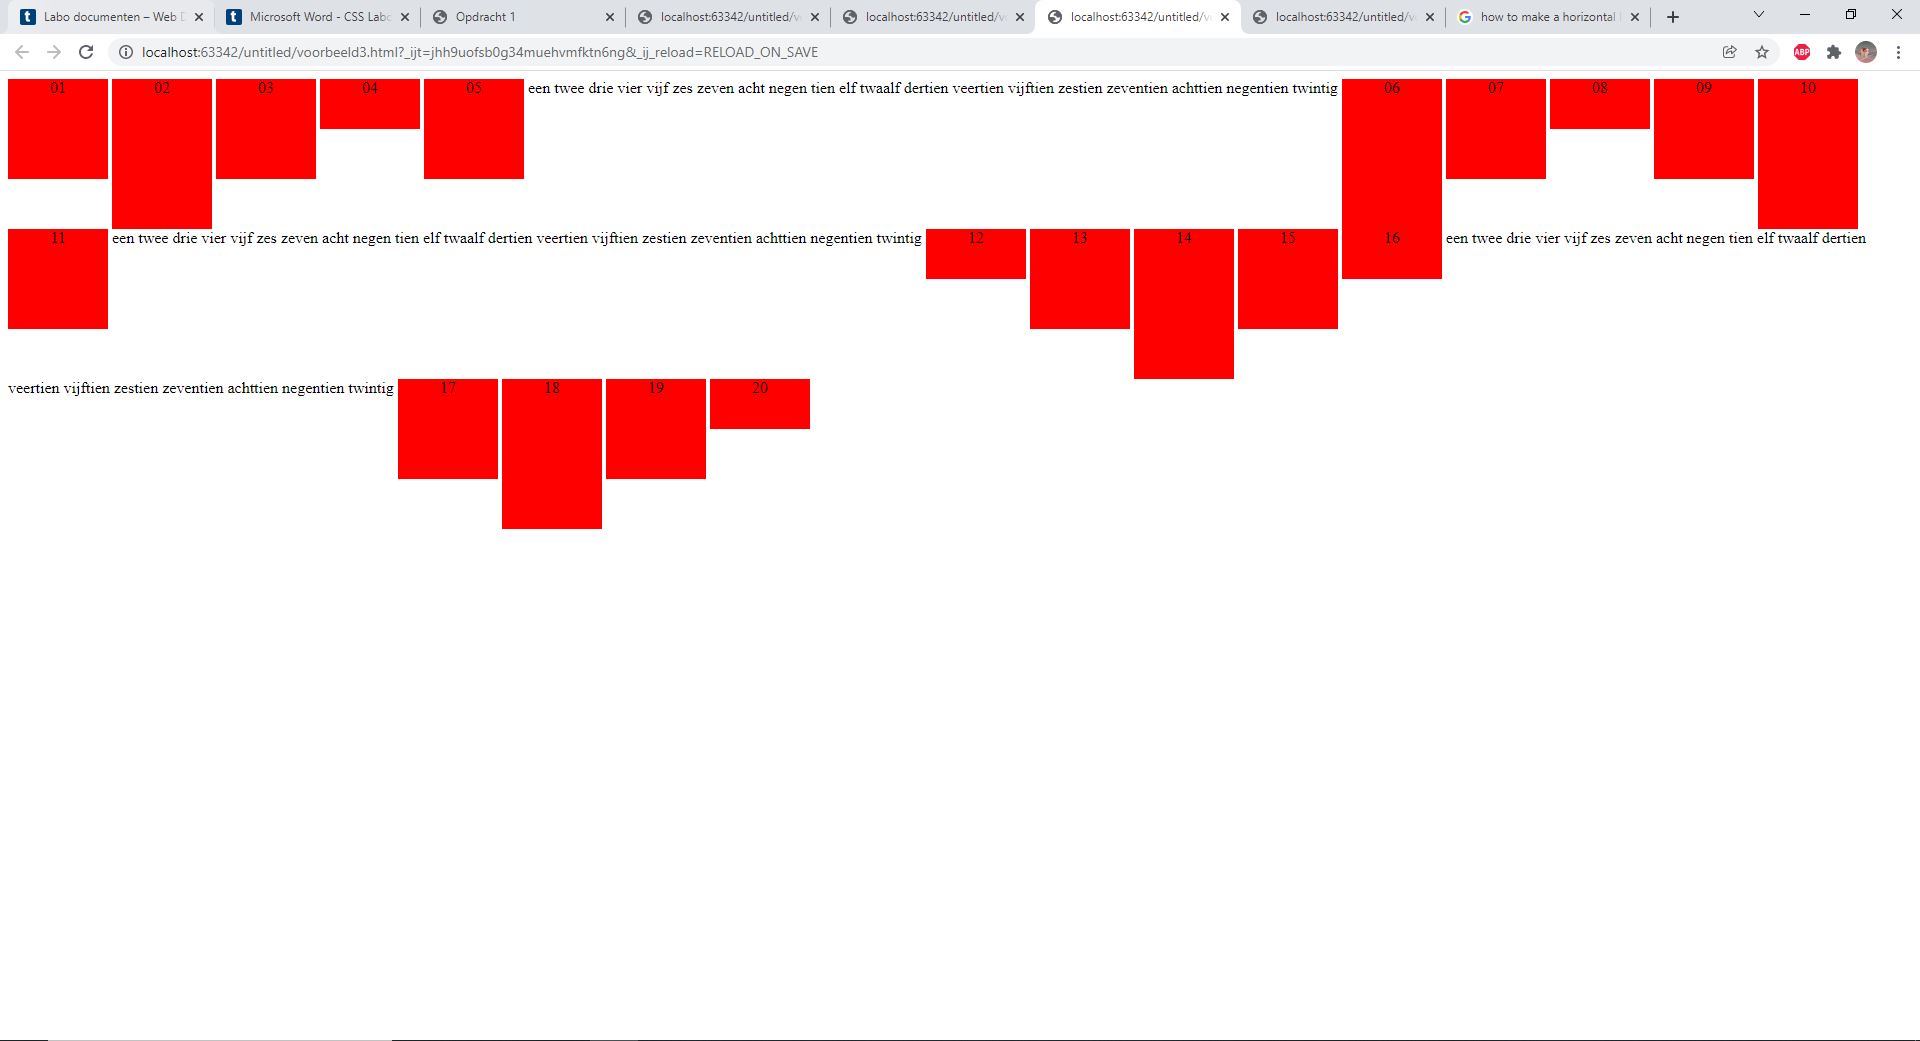 Labo documenten – Web D
Microsoft Word - CSS Labo
Opdracht 1
localhost:63342/untitled/vo
localhost:63342/untitled/vo
localhost:63342/untitled/vo
localhost:63342/untitled/vo
how to make a horizontal
localhost:63342/untitled/voorbeeld3.html?_ijt=jhh9uofsb0g34muehvmfktn6ng&_ij_reload=RELOAD_ON_SAVE
ABP
01 02 03 04 05 een twee drie vier vijf zes zeven acht negen tien elf twaalf dertien veertien vijftien zestien zeventien achttien negentien twintig 06 07 08 09 10
11 een twee drie vier vijf zes zeven acht negen tien elf twaalf dertien veertien vijftien zestien zeventien achttien negentien twintig 12 13 14 15 16 een twee drie vier vijf zes zeven acht negen tien elf twaalf dertien
veertien vijftien zestien zeventien achttien negentien twintig 17 18 19 20